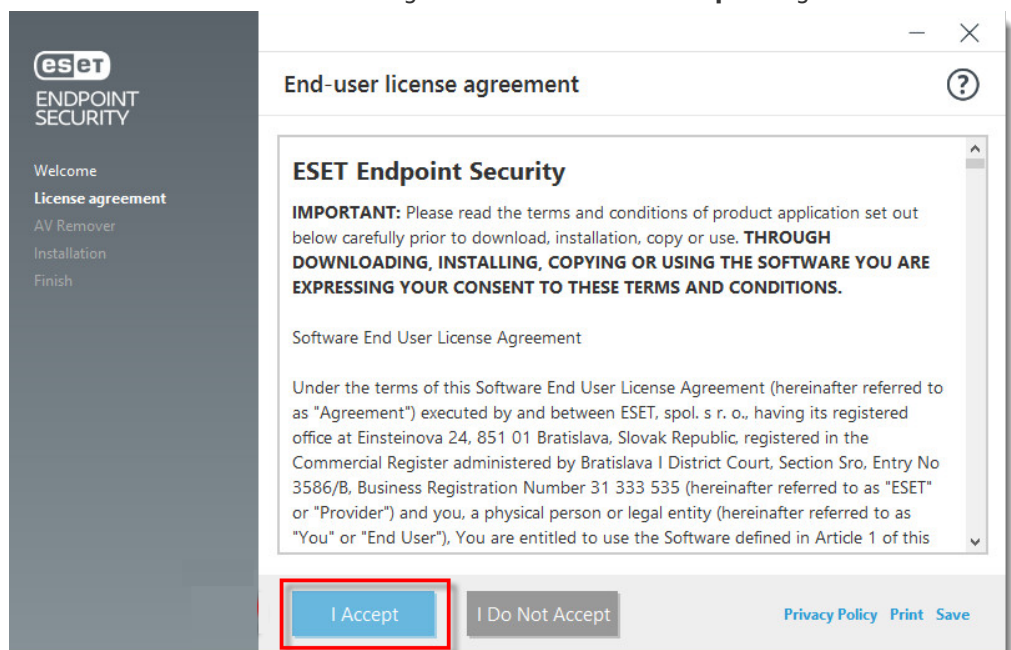 eseT
ENDPOINT
SECURITY
Welcome
License agreement
AV Remover
Installation
Finish
End-user license agreement
?
ESET Endpoint Security
IMPORTANT: Please read the terms and conditions of product application set out
below carefully prior to download, installation, copy or use. THROUGH
DOWNLOADING, INSTALLING, COPYING OR USING THE SOFTWARE YOU ARE
EXPRESSING YOUR CONSENT TO THESE TERMS AND CONDITIONS.
Software End User License Agreement
Under the terms of this Software End User License Agreement (hereinafter referred to
as "Agreement") executed by and between ESET, spol. s r. o., having its registered
office at Einsteinova 24, 851 01 Bratislava, Slovak Republic, registered in the
Commercial Register administered by Bratislava I District Court, Section Sro, Entry No
3586/B, Business Registration Number 31 333 535 (hereinafter referred to as "ESET"
or "Provider") and you, a physical person or legal entity (hereinafter referred to as
"You" or "End User"), You are entitled to use the Software defined in Article 1 of this
I Accept
I Do Not Accept
Privacy Policy Print Save